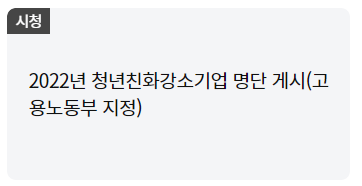 시청
2022년 청년친화강소기업 명단 게시(고
용노동부 지정)